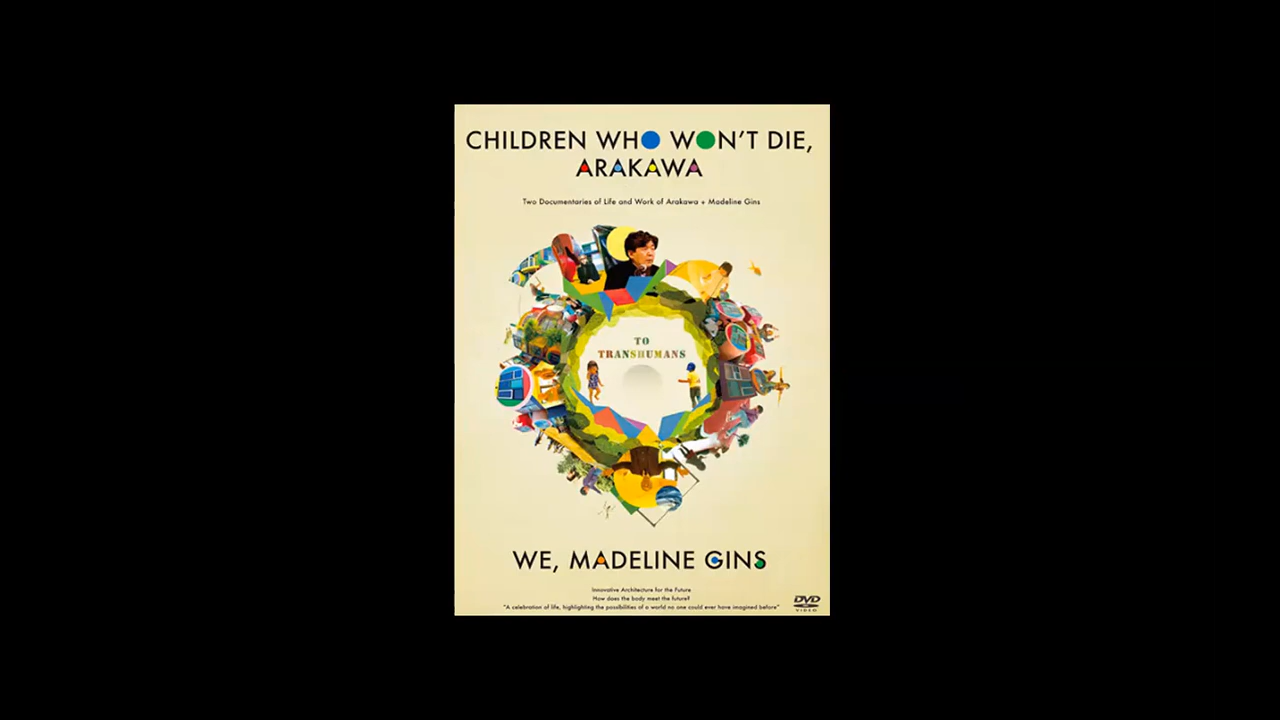 CHILDREN WHO WON'T DIE,
ARAKAWA
Two Documentaries of Life and Work of Arakawa + Madeline Gins
TO
TRANSHUMANS
WE, MADELINE GINS
Innovative Architecture for the Future
How does the body meet the future?
"A celebration of life, highlighting the possibilities of a world no one could ever have imagined before"
DVD
VIDEO